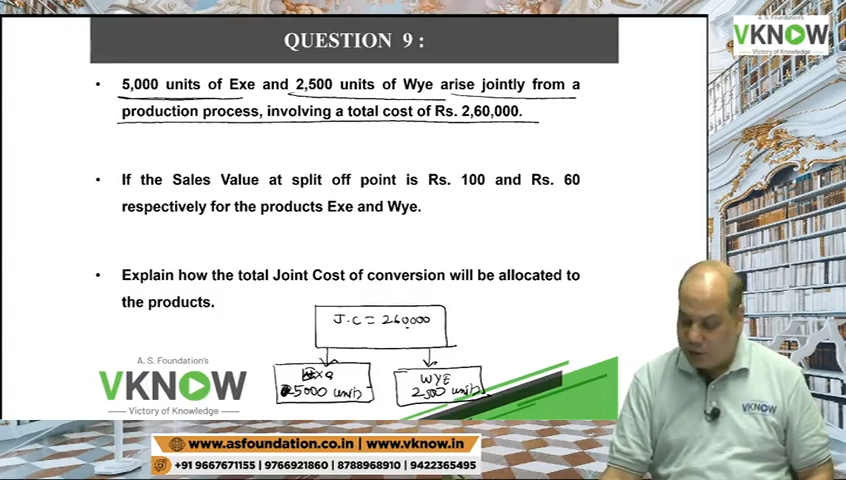 A. S. Foundation's
VKNOW
Victory of Knowledge
QUESTION 9 :
• 5,000 units of Exe and 2,500 units of Wye arise jointly from a
production process, involving a total cost of Rs. 2,60,000.
• If the Sales Value at split off point is Rs. 100 and Rs. 60
respectively for the products Exe and Wye.
• Explain how the total Joint Cost of conversion will be allocated to
the products.
J.C = 260,000
5000 units
WYE
2500 units
A. S. Foundation's
VKNOW
Victory of Knowledge
VKNOW
www.asfoundation.co.in | www.vknow.in
+91 9667671155 | 9766921860 | 8788968910 | 9422365495